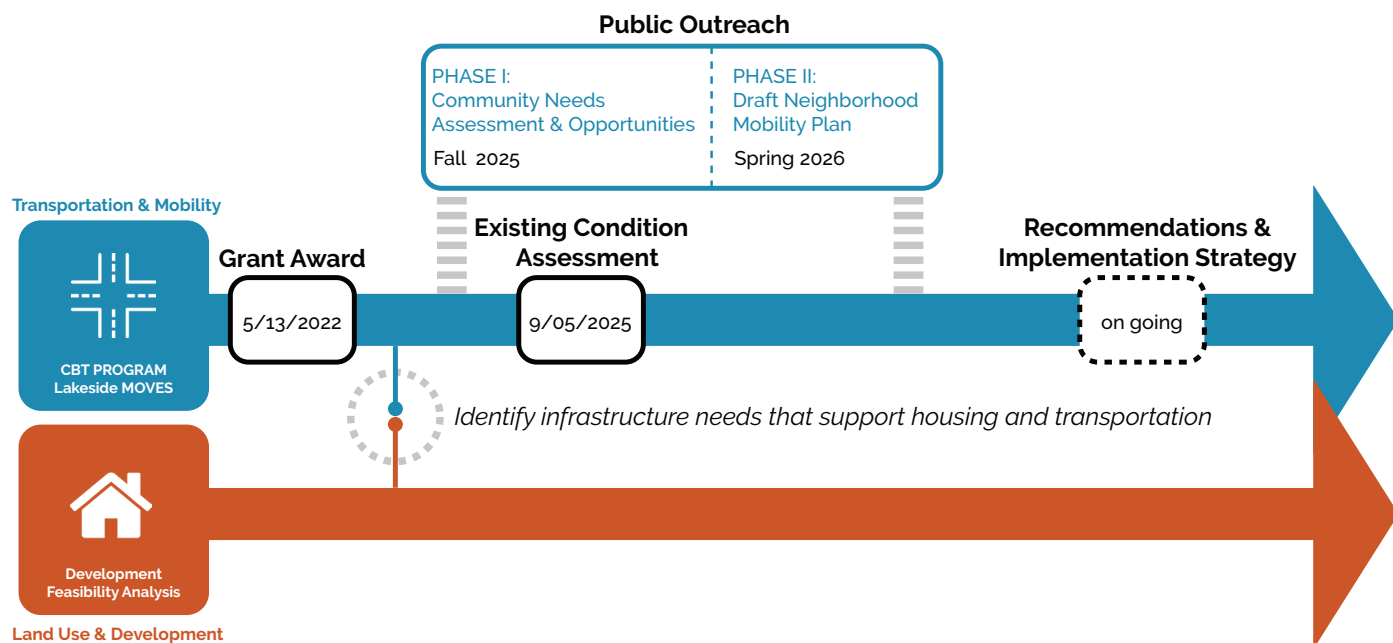 Public Outreach
PHASE I:
Community Needs
Assessment & Opportunities
Fall 2025
PHASE II:
Draft Neighborhood
Mobility Plan
Spring 2026
Transportation & Mobility
CBT PROGRAM
Lakeside MOVES
Grant Award
5/13/2022
Existing Condition
Assessment
9/05/2025
Recommendations &
Implementation Strategy
on going
Identify infrastructure needs that support housing and transportation
Development
Feasibility Analysis
Land Use & Development